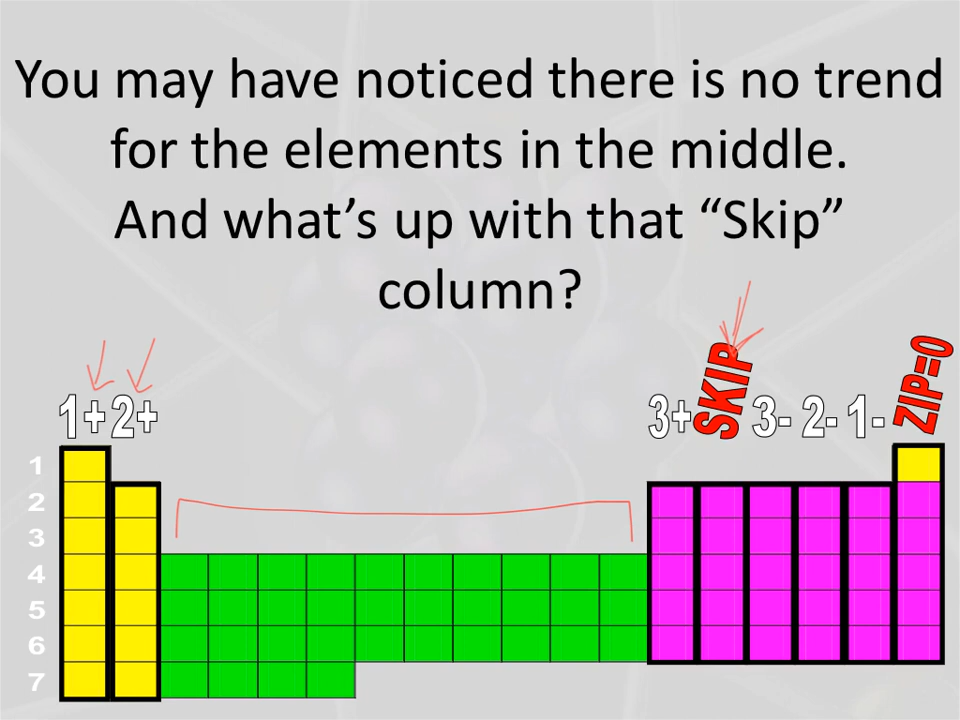 You may have noticed there is no trend
for the elements in the middle.
And what’s up with that “Skip”
column?
1+ 2+ 3+ SKIP 3- 2- 1- ZIP=0
1
2
3
4
5
6
7